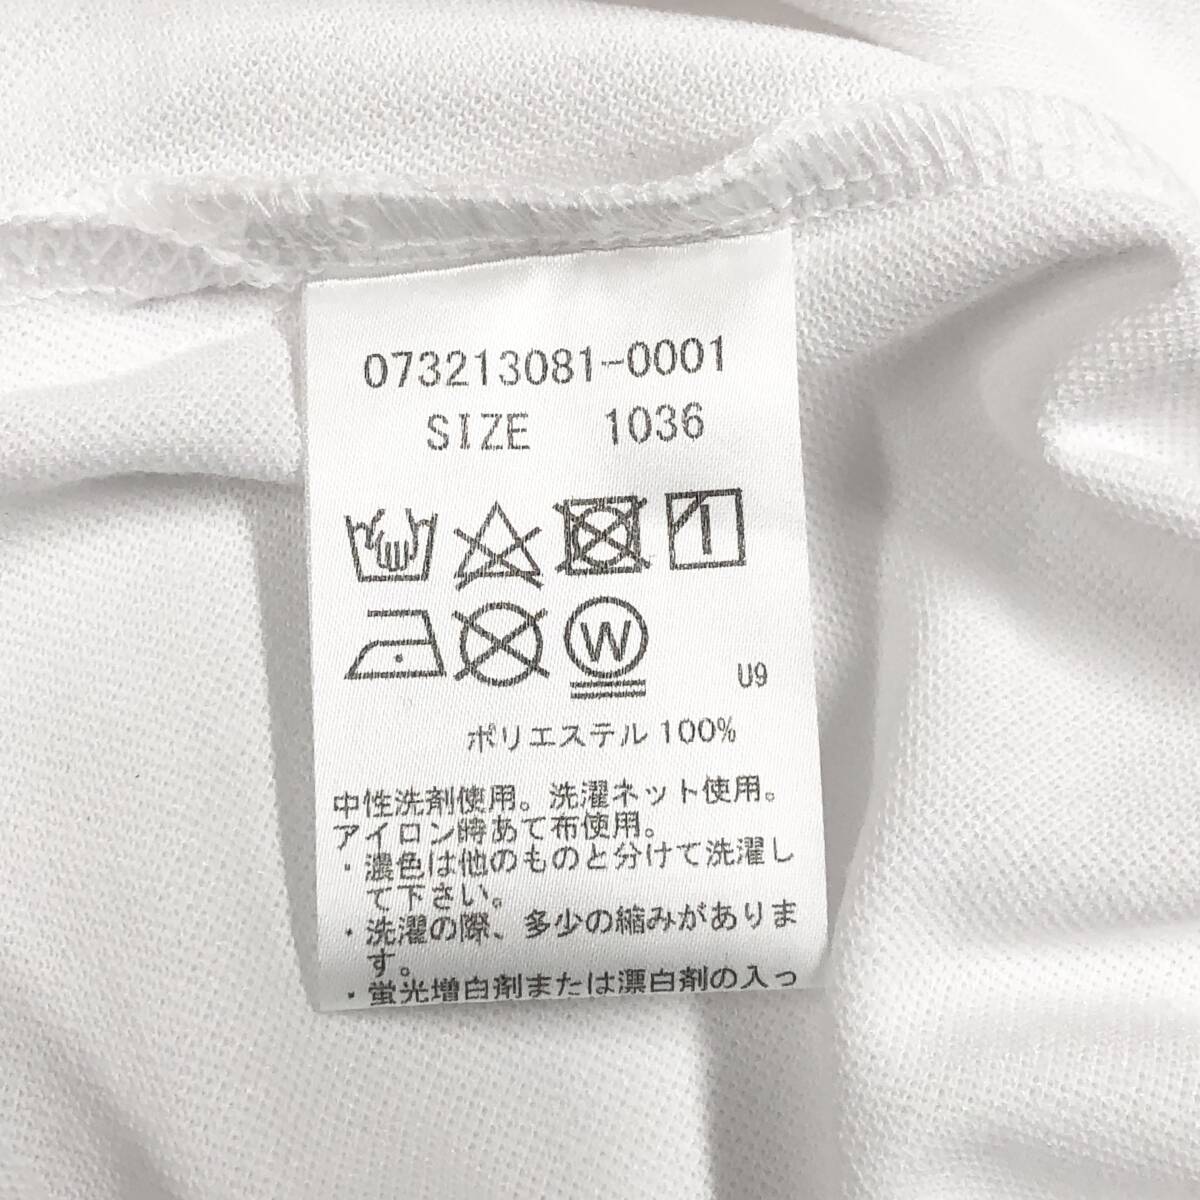 073213081-0001
SIZE 1036
W
U9
ポリエステル 100%
中性洗剤使用。洗濯ネット使用。
アイロン時あて布使用。
・濃色は他のものと分けて洗濯し
て下さい。
・洗濯の際、多少の縮みがありま
す。
・蛍光増白剤または漂白剤の入っ